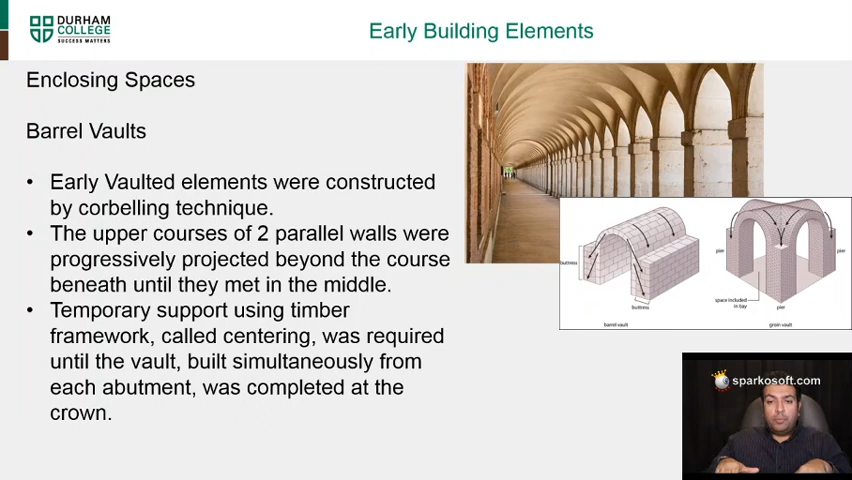 DURHAM
COLLEGE
SUCCESS MATTERS
Early Building Elements
Enclosing Spaces
Barrel Vaults
• Early Vaulted elements were constructed
by corbelling technique.
• The upper courses of 2 parallel walls were
progressively projected beyond the course
beneath until they met in the middle.
• Temporary support using timber
framework, called centering, was required
until the vault, built simultaneously from
each abutment, was completed at the
crown.
buttress
buttress
barrel vault
pier
pier
space included
in bay
pier
groin vault
sparkosoft.com